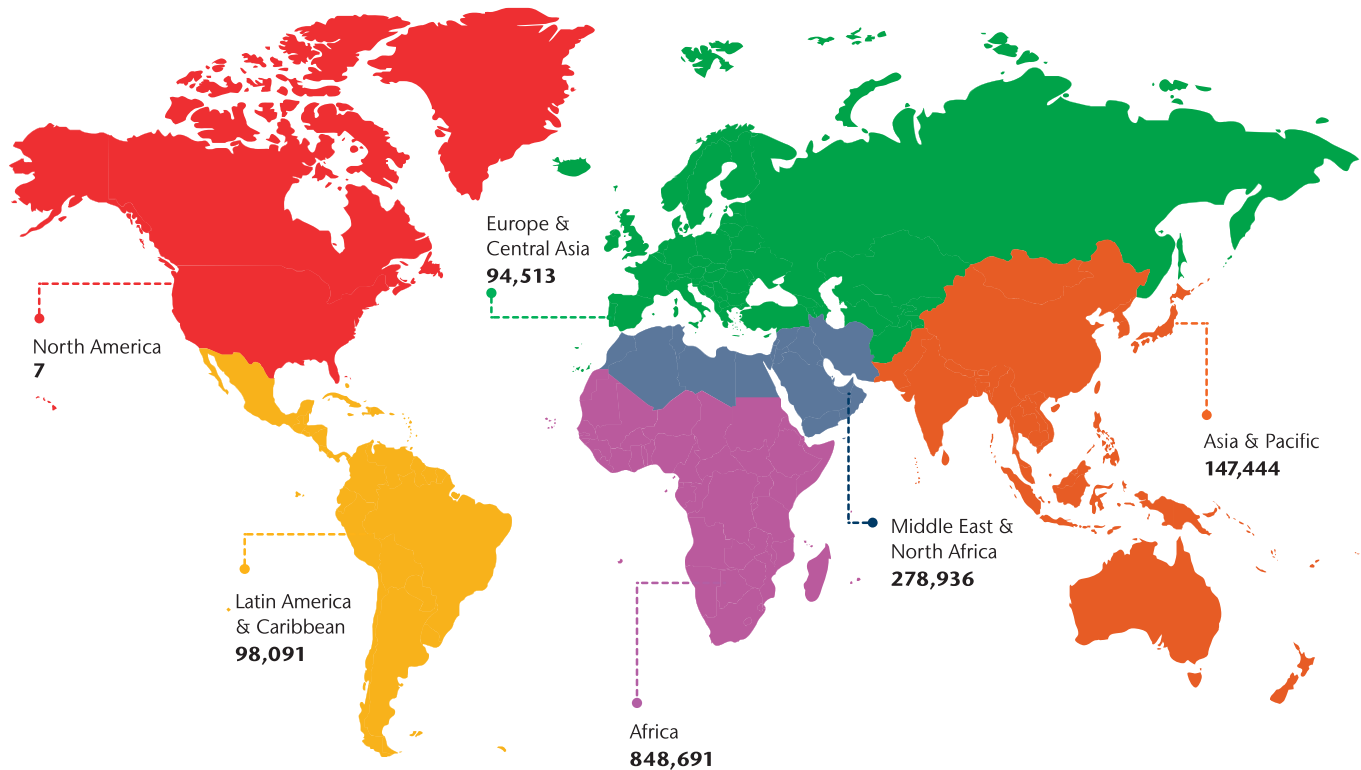 Europe &
Central Asia
94,513
North America
7
Asia & Pacific
147,444
Middle East &
North Africa
278,936
Latin America
& Caribbean
98,091
Africa
848,691